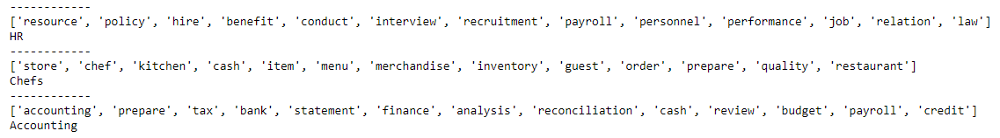 ------------
['resource', 'policy', 'hire', 'benefit', 'conduct', 'interview', 'recruitment', 'payroll', 'personnel', 'performance', 'job', 'relation', 'law']
HR
------------
['store', 'chef', 'kitchen', 'cash', 'item', 'menu', 'merchandise', 'inventory', 'guest', 'order', 'prepare', 'quality', 'restaurant']
Chefs
------------
['accounting', 'prepare', 'tax', 'bank', 'statement', 'finance', 'analysis', 'reconciliation', 'cash', 'review', 'budget', 'payroll', 'credit']
Accounting